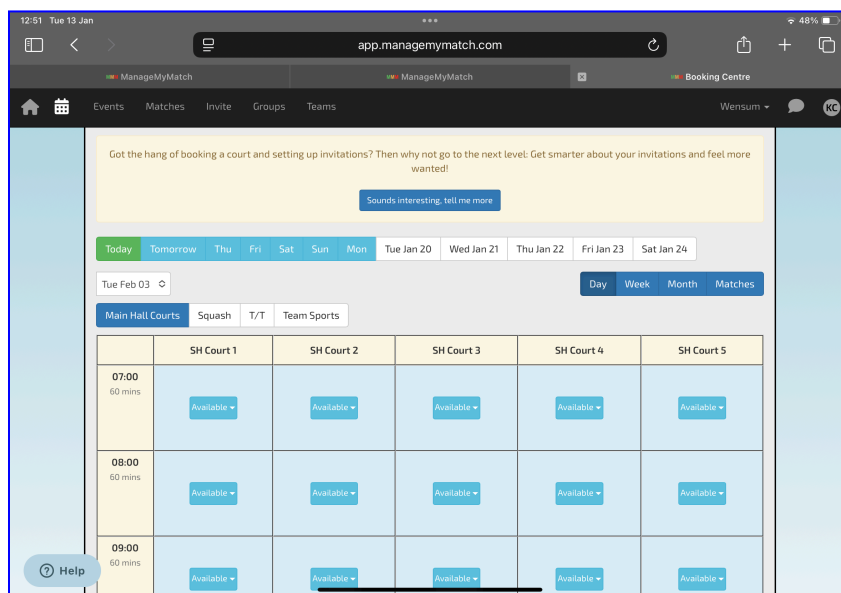 12:51 Tue 13 Jan
48%
app.managemymatch.com
ManageMyMatch
ManageMyMatch
Booking Centre
Events Matches Invite Groups Teams
Wensum
KC
Got the hang of booking a court and setting up invitations? Then why not go to the next level: Get smarter about your invitations and feel more
wanted!
Sounds interesting, tell me more
Today Tomorrow Thu Fri Sat Sun Mon Tue Jan 20 Wed Jan 21 Thu Jan 22 Fri Jan 23 Sat Jan 24
Tue Feb 03
Day Week Month Matches
Main Hall Courts Squash T/T Team Sports
SH Court 1 SH Court 2 SH Court 3 SH Court 4 SH Court 5
07:00
60 mins
Available Available Available Available Available
08:00
60 mins
Available Available Available Available Available
09:00
60 mins
Available Available Available Available Available
Help